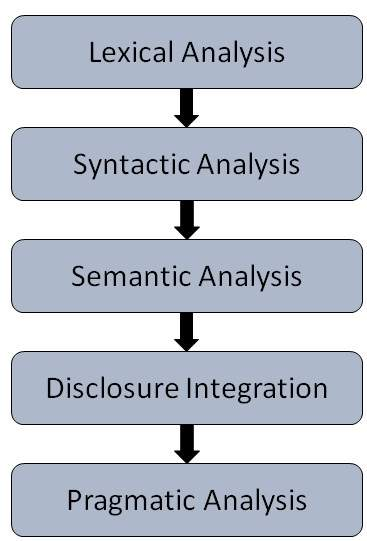 Lexical Analysis
Syntactic Analysis
Semantic Analysis
Disclosure Integration
Pragmatic Analysis